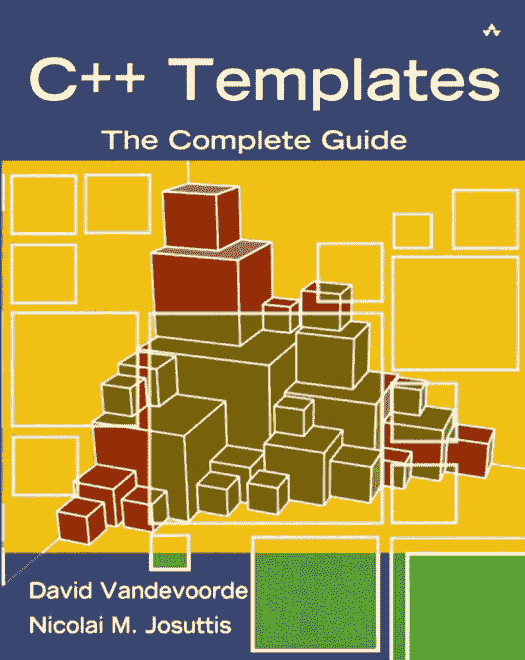 C++ Templates
The Complete Guide
David Vandevoorde
Nicolai M. Josuttis